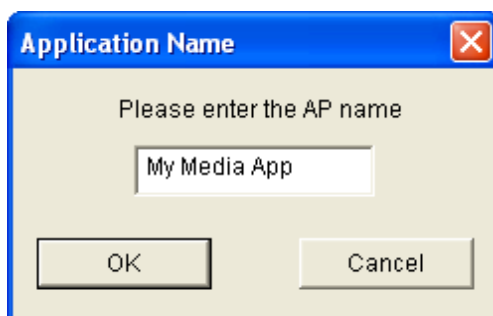 Application Name
Please enter the AP name
My Media App
OK Cancel